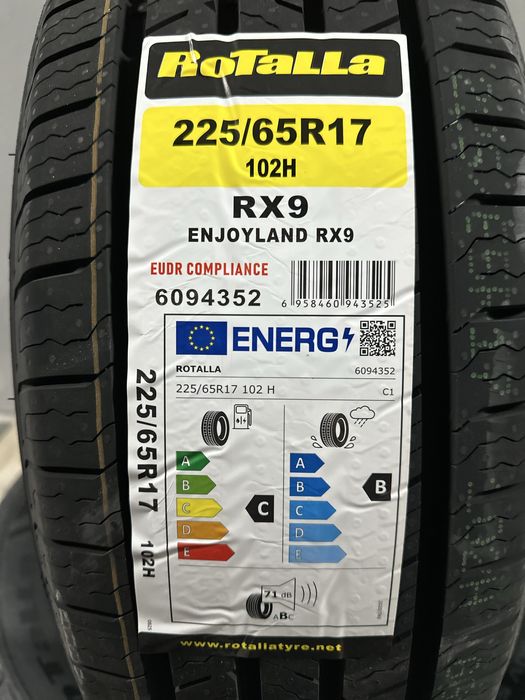 RoTaLLa
225/65R17
102H
RX9
ENJOYLAND RX9
EUDR COMPLIANCE
6094352
6 958460 943525
ENERG
ROTALLA 6094352
225/65R17 102 H C1
A A
B B B
C C C
D D
E E
71 dB
ABC
225/65R17 102H
www.rotallatyre.net